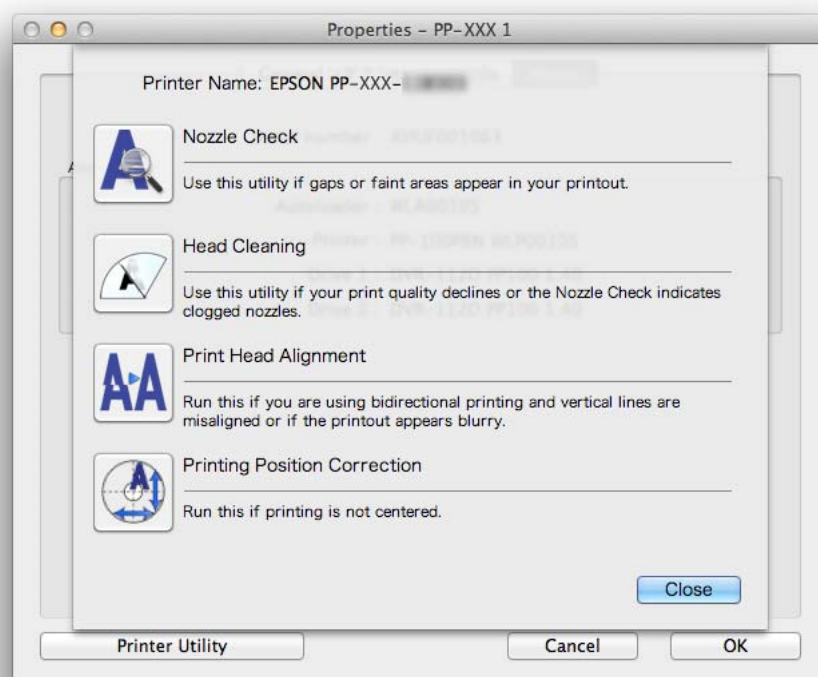 Properties – PP-XXX 1
Printer Name: EPSON PP-XXX-
Nozzle Check
Use this utility if gaps or faint areas appear in your printout.
Head Cleaning
Use this utility if your print quality declines or the Nozzle Check indicates
clogged nozzles.
Print Head Alignment
Run this if you are using bidirectional printing and vertical lines are
misaligned or if the printout appears blurry.
Printing Position Correction
Run this if printing is not centered.
Close
Printer Utility
Cancel
OK